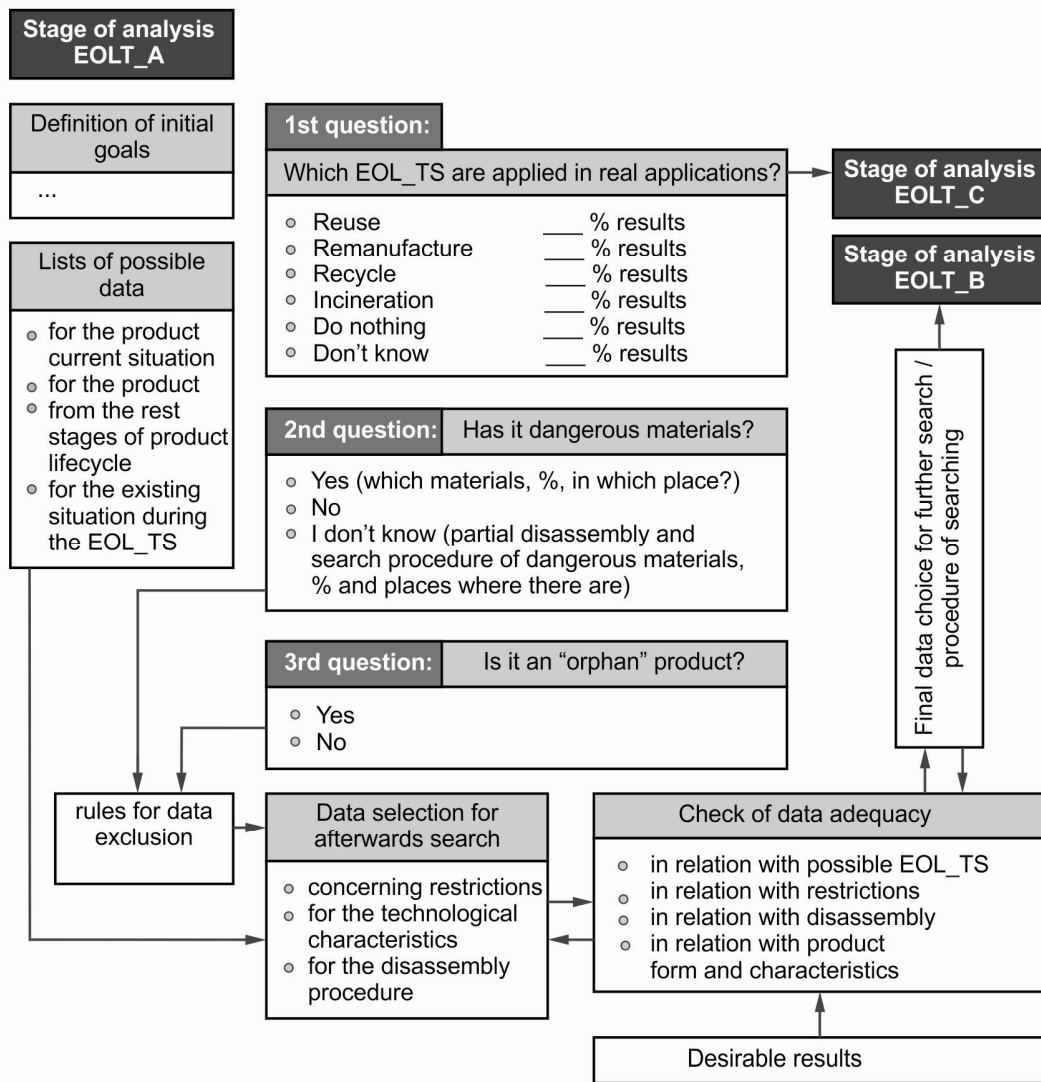 Stage of analysis
EOLT_A
Definition of initial
goals
...
Lists of possible
data
for the product
current situation
for the product
from the rest
stages of product
lifecycle
for the existing
situation during
the EOL_TS
1st question:
Which EOL_TS are applied in real applications?
Reuse ___ % results
Remanufacture ___ % results
Recycle ___ % results
Incineration ___ % results
Do nothing ___ % results
Don't know ___ % results
Stage of analysis
EOLT_C
Stage of analysis
EOLT_B
2nd question: Has it dangerous materials?
Yes (which materials, %, in which place?)
No
I don't know (partial disassembly and
search procedure of dangerous materials,
% and places where there are)
3rd question: Is it an “orphan” product?
Yes
No
Final data choice for further search /
procedure of searching
rules for data
exclusion
Data selection for
afterwards search
concerning restrictions
for the technological
characteristics
for the disassembly
procedure
Check of data adequacy
in relation with possible EOL_TS
in relation with restrictions
in relation with disassembly
in relation with product
form and characteristics
Desirable results